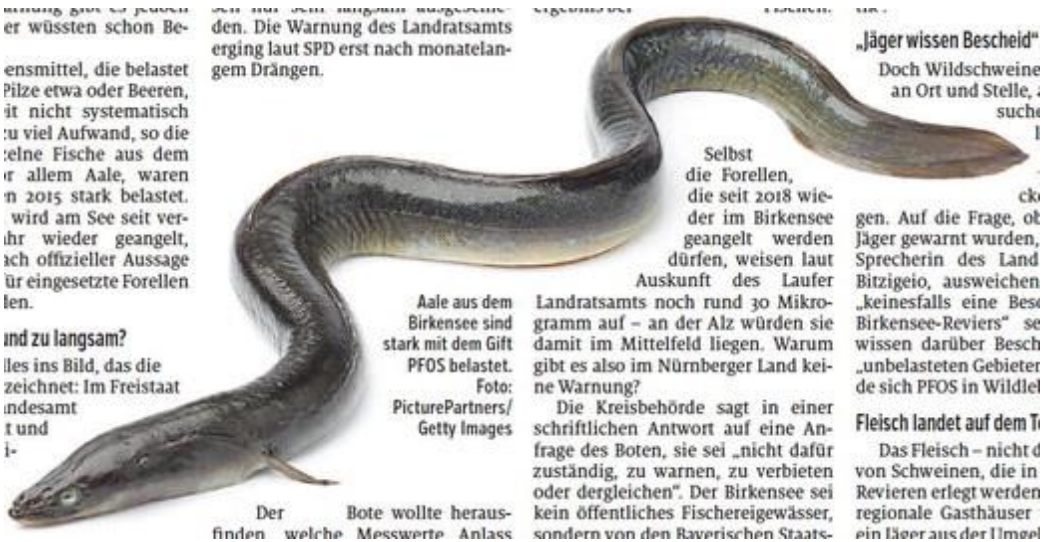 er wüssten schon Be-
ensmittel, die belastet
Pilze etwa oder Beeren,
eit nicht systematisch
zu viel Aufwand, so die
zelne Fische aus dem
r allem Aale, waren
n 2015 stark belastet.
wird am See seit ver-
ahr wieder geangelt,
ach offizieller Aussage
ür eingesetzte Forellen
den.
und zu langsam?
lles ins Bild, das die
zeichnet: Im Freistaat
andesamt
t und
i-
den. Die Warnung des Landratsamts
erging laut SPD erst nach monatelan-
gem Drängen.
Aale aus dem
Birkensee sind
stark mit dem Gift
PFOS belastet.
Foto:
PicturePartners/
Getty Images
Der Bote wollte heraus-
finden, welche Messwerte Anlass
Selbst
die Forellen,
die seit 2018 wie-
der im Birkensee
geangelt werden
dürfen, weisen laut
Auskunft des Laufer
Landratsamts noch rund 30 Mikro-
gramm auf – an der Alz würden sie
damit im Mittelfeld liegen. Warum
gibt es also im Nürnberger Land kei-
ne Warnung?
Die Kreisbehörde sagt in einer
schriftlichen Antwort auf eine An-
frage des Boten, sie sei „nicht dafür
zuständig, zu warnen, zu verbieten
oder dergleichen“. Der Birkensee sei
kein öffentliches Fischereigewässer,
sondern von den Bayerischen Staats-
„Jäger wissen Bescheid“
Doch Wildschweine
an Ort und Stelle, a
suche
l
cke
gen. Auf die Frage, ob
Jäger gewarnt wurden,
Sprecherin des Land
Bitzigeio, ausweichen
„keinesfalls eine Besc
Birkensee-Reviers“ se
wissen darüber Besch
„unbelasteten Gebieten
de sich PFOS in Wildle
Fleisch landet auf dem Te
Das Fleisch – nicht d
von Schweinen, die in
Revieren erlegt werden
regionale Gasthäuser
ein Jäger aus der Umge